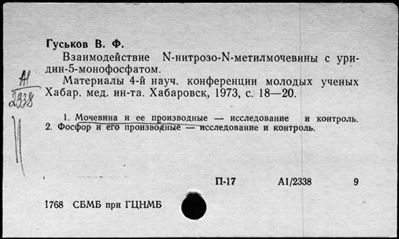 Гуськов В. Ф.
Взаимодействие N-нитрозо-N-метилмочевины с ури-
дин-5-монофосфатом.
Материалы 4-й науч. конференции молодых ученых
Хабар. мед. ин-та. Хабаровск, 1973, с. 18—20.
А1
2338
1. Мочевина и ее производные — исследование и контроль.
2. Фосфор и его производные — исследование и контроль.
П-17 А1/2338 9
1768 СБМБ при ГЦНМБ